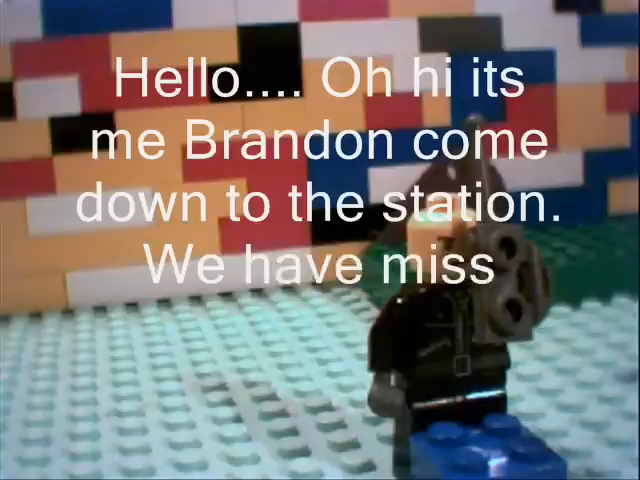 Hello.... Oh hi its
me Brandon come
down to the station.
We have miss